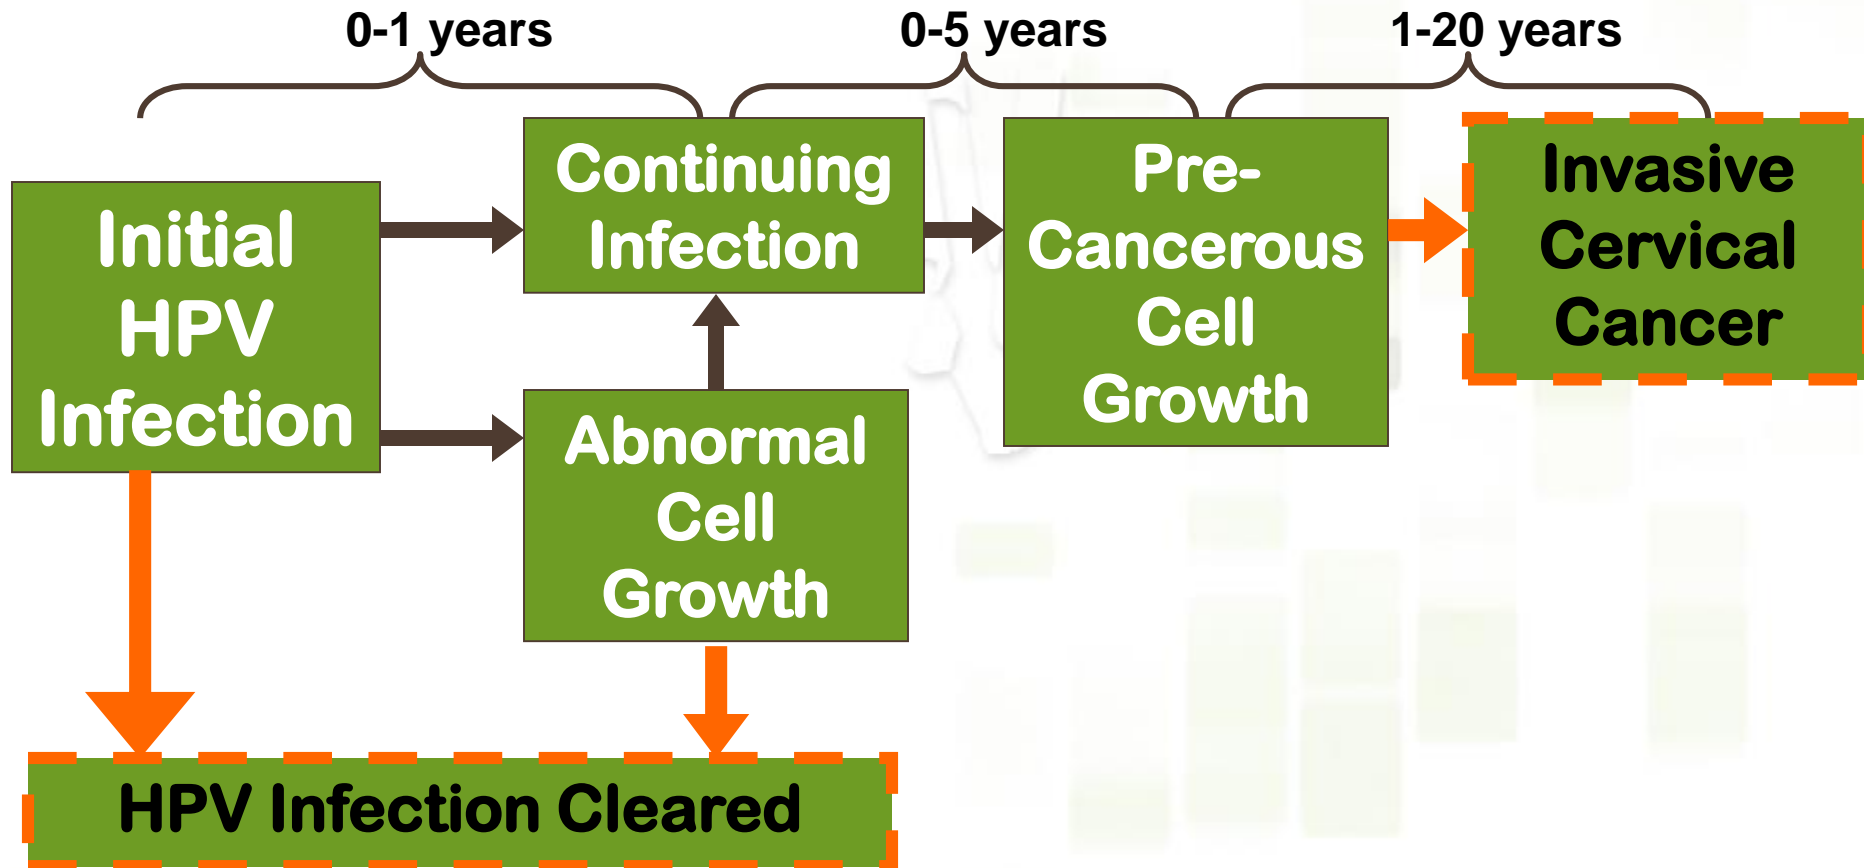 0-1 years
0-5 years
1-20 years
Initial
HPV
Infection
Continuing
Infection
Abnormal
Cell
Growth
Pre-
Cancerous
Cell
Growth
Invasive
Cervical
Cancer
HPV Infection Cleared